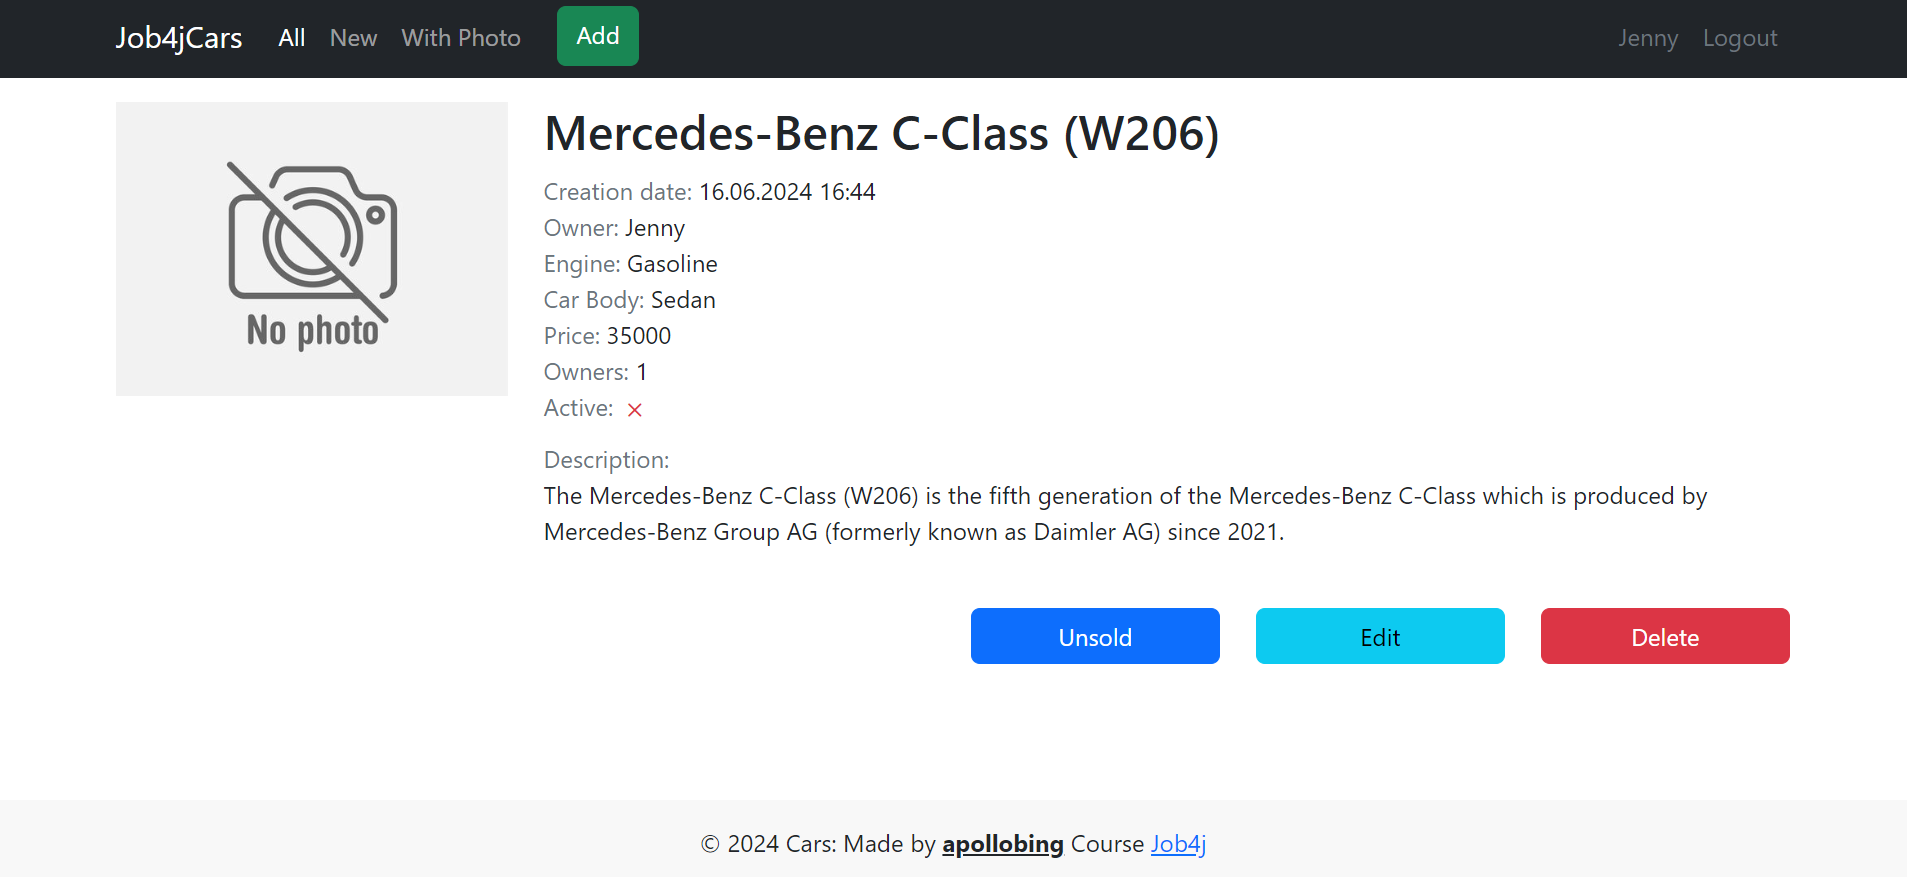 Job4jCars All New With Photo Add Jenny Logout
No photo
Mercedes-Benz C-Class (W206)
Creation date: 16.06.2024 16:44
Owner: Jenny
Engine: Gasoline
Car Body: Sedan
Price: 35000
Owners: 1
Active:
Description:
The Mercedes-Benz C-Class (W206) is the fifth generation of the Mercedes-Benz C-Class which is produced by
Mercedes-Benz Group AG (formerly known as Daimler AG) since 2021.
Unsold Edit Delete
© 2024 Cars: Made by apollobing Course Job4j